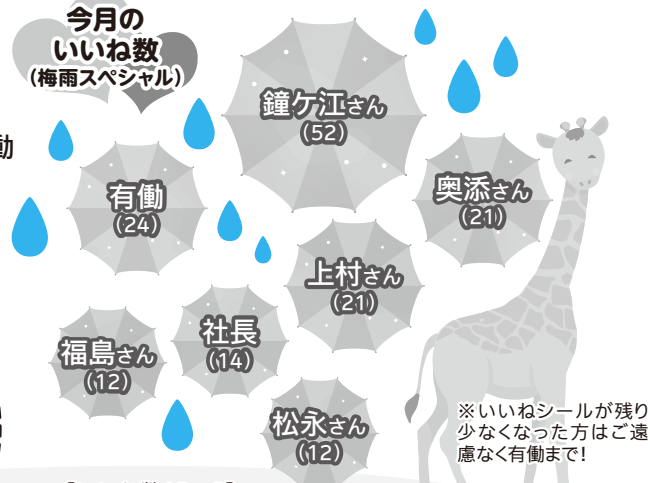 今月の
いいね数
(梅雨スペシャル)
動
鐘ケ江さん
(52)
有働
(24)
奥添さん
(21)
上村さん
(21)
社長
(14)
福島さん
(12)
松永さん
(12)
※いいねシールが残り
少なくなった方はご遠
慮なく有働まで!